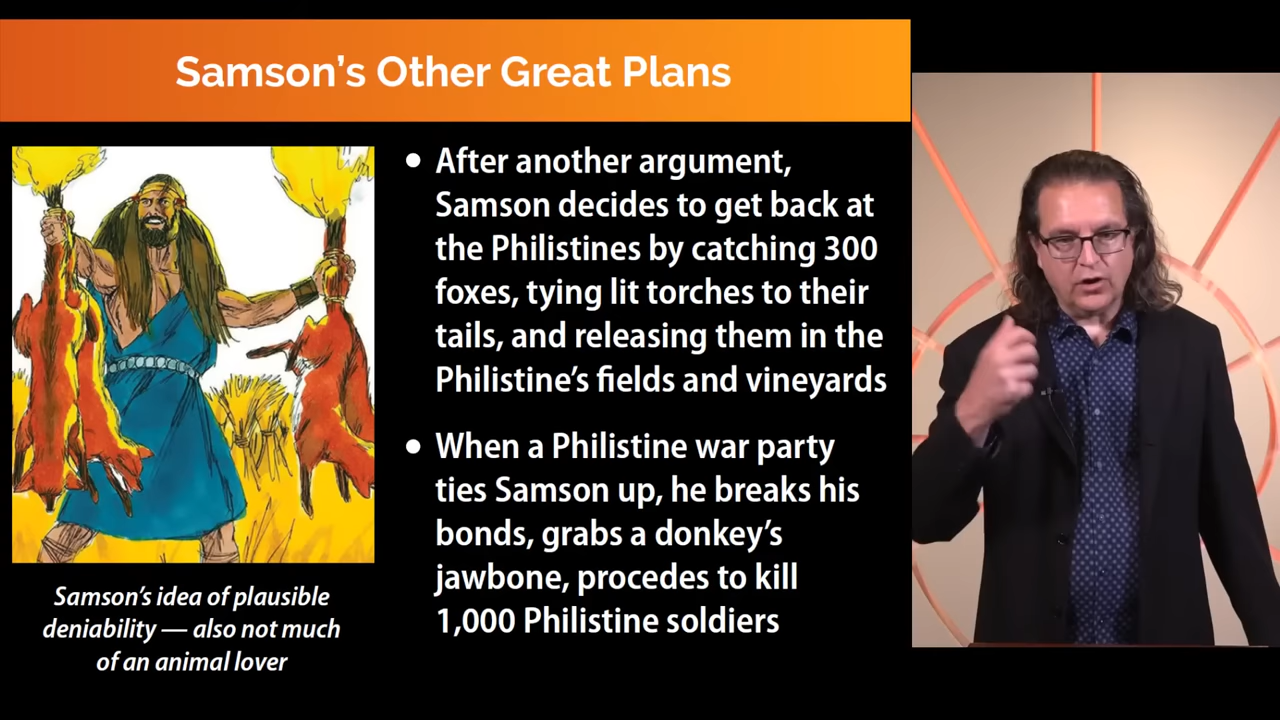 Samson's Other Great Plans
• After another argument,
Samson decides to get back at
the Philistines by catching 300
foxes, tying lit torches to their
tails, and releasing them in the
Philistine's fields and vineyards
• When a Philistine war party
ties Samson up, he breaks his
bonds, grabs a donkey's
jawbone, procedes to kill
1,000 Philistine soldiers
Samson's idea of plausible
deniability — also not much
of an animal lover